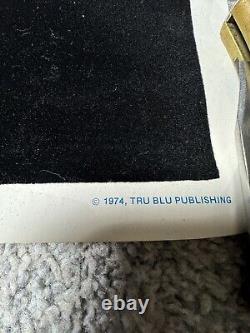 © 1974, TRU BLU PUBLISHING